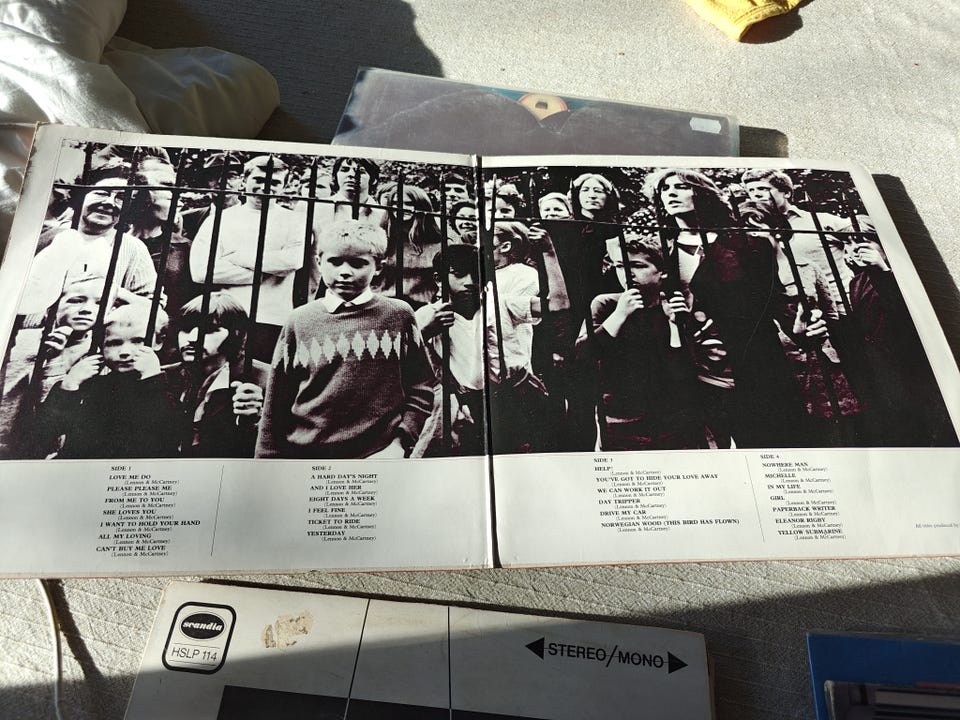 SIDE 1
LOVE ME DO
(Lennon & McCartney)
PLEASE PLEASE ME
(Lennon & McCartney)
FROM ME TO YOU
(Lennon & McCartney)
SHE LOVES YOU
(Lennon & McCartney)
I WANT TO HOLD YOUR HAND
(Lennon & McCartney)
ALL MY LOVING
(Lennon & McCartney)
CAN'T BUY ME LOVE
(Lennon & McCartney)
SIDE 2
A HARD DAY'S NIGHT
(Lennon & McCartney)
AND I LOVE HER
(Lennon & McCartney)
EIGHT DAYS A WEEK
(Lennon & McCartney)
I FEEL FINE
(Lennon & McCartney)
TICKET TO RIDE
(Lennon & McCartney)
YESTERDAY
(Lennon & McCartney)
SIDE 3
HELP!
(Lennon & McCartney)
YOU'VE GOT TO HIDE YOUR LOVE AWAY
(Lennon & McCartney)
WE CAN WORK IT OUT
(Lennon & McCartney)
DAY TRIPPER
(Lennon & McCartney)
DRIVE MY CAR
(Lennon & McCartney)
NORWEGIAN WOOD (THIS BIRD HAS FLOWN)
(Lennon & McCartney)
SIDE 4
NOWHERE MAN
(Lennon & McCartney)
MICHELLE
(Lennon & McCartney)
IN MY LIFE
(Lennon & McCartney)
GIRL
(Lennon & McCartney)
PAPERBACK WRITER
(Lennon & McCartney)
ELEANOR RIGBY
(Lennon & McCartney)
YELLOW SUBMARINE
(Lennon & McCartney)
All titles produced by
scandia
HSLP 114
STEREO/MONO